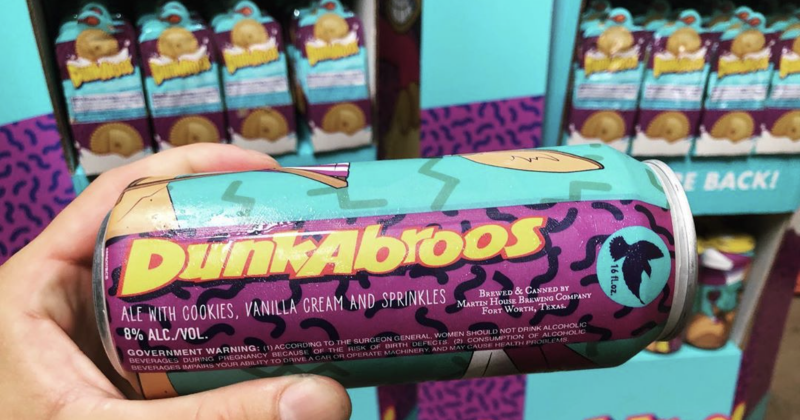 BE BACK!
DunkAbroos
ALE WITH COOKIES, VANILLA CREAM AND SPRINKLES
8% ALC./VOL.
BREWED & CANNED BY
MARTIN HOUSE BREWING COMPANY
FORT WORTH, TEXAS.
16 fl.oz.
GOVERNMENT WARNING: (1) ACCORDING TO THE SURGEON GENERAL, WOMEN SHOULD NOT DRINK ALCOHOLIC
BEVERAGES DURING PREGNANCY BECAUSE OF THE RISK OF BIRTH DEFECTS. (2) CONSUMPTION OF ALCOHOLIC
BEVERAGES IMPAIRS YOUR ABILITY TO DRIVE A CAR OR OPERATE MACHINERY, AND MAY CAUSE HEALTH PROBLEMS.